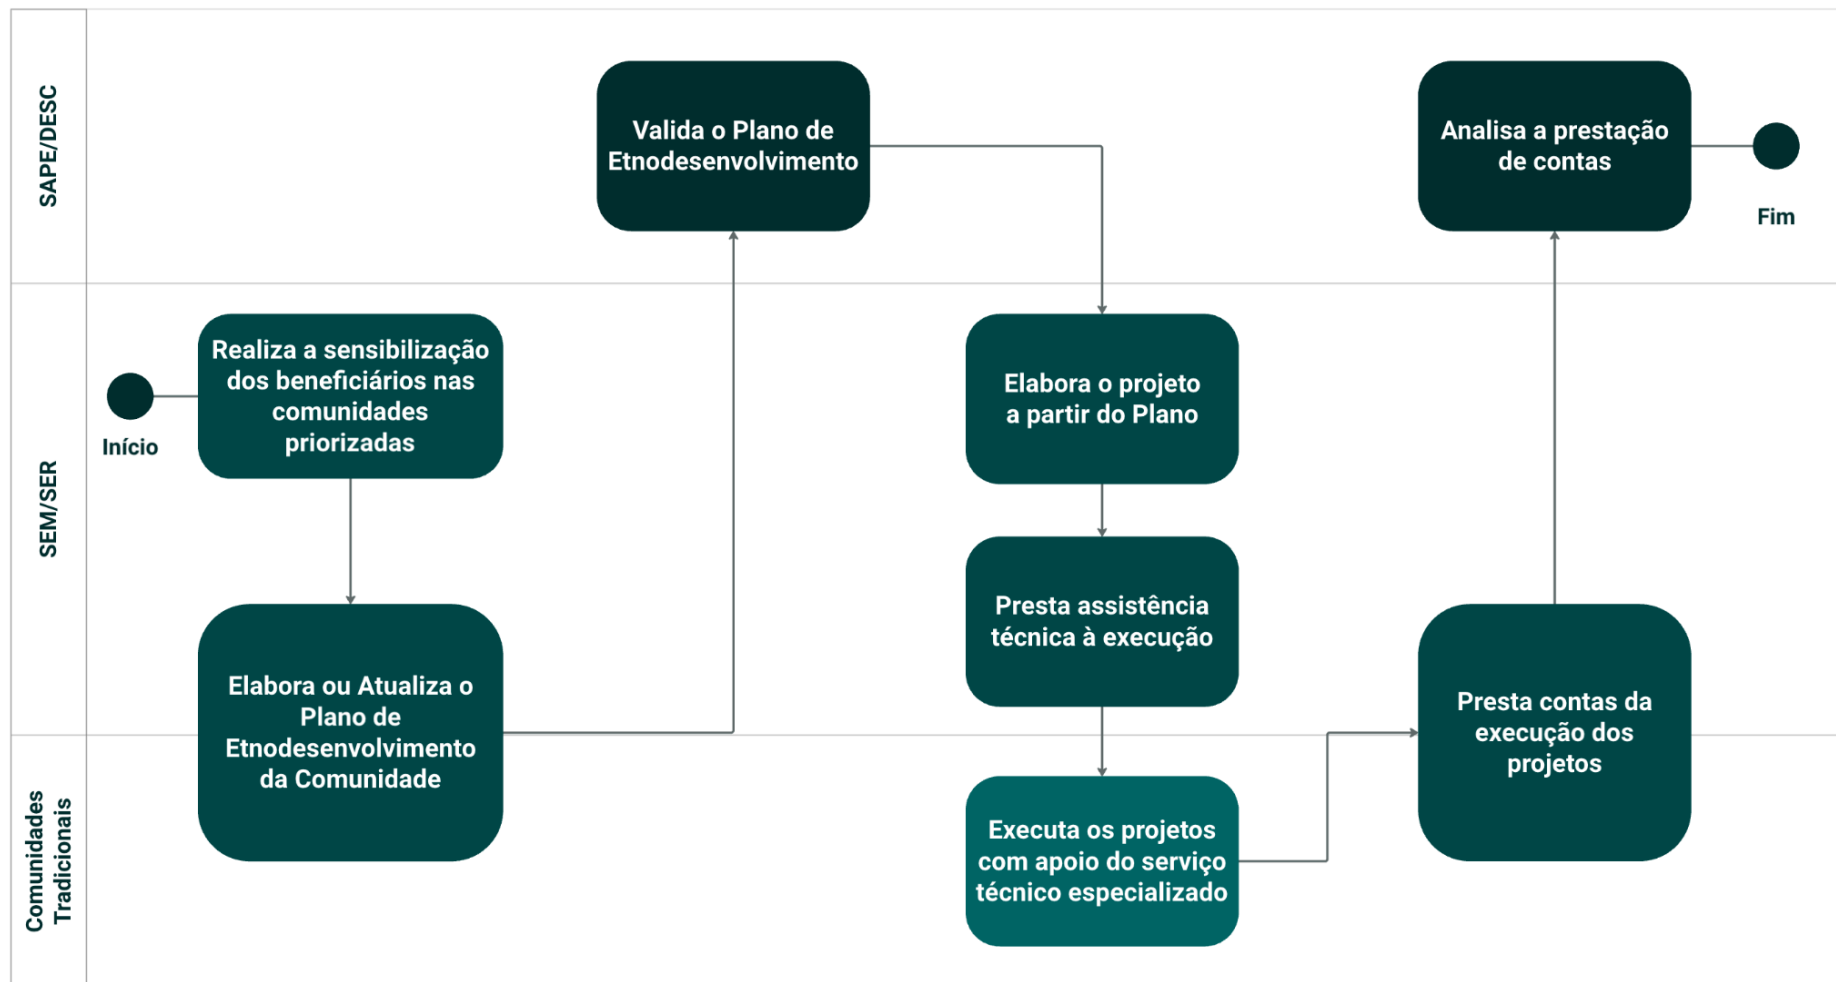 SAPE/DESC
Valida o Plano de
Etnodesenvolvimento
Analisa a prestação
de contas
Fim
SEM/SER
Início
Realiza a sensibilização
dos beneficiários nas
comunidades
priorizadas
Elabora o projeto
a partir do Plano
Presta assistência
técnica à execução
Elabora ou Atualiza o
Plano de
Etnodesenvolvimento
da Comunidade
Presta contas da
execução dos
projetos
Comunidades
Tradicionais
Executa os projetos
com apoio do serviço
técnico especializado